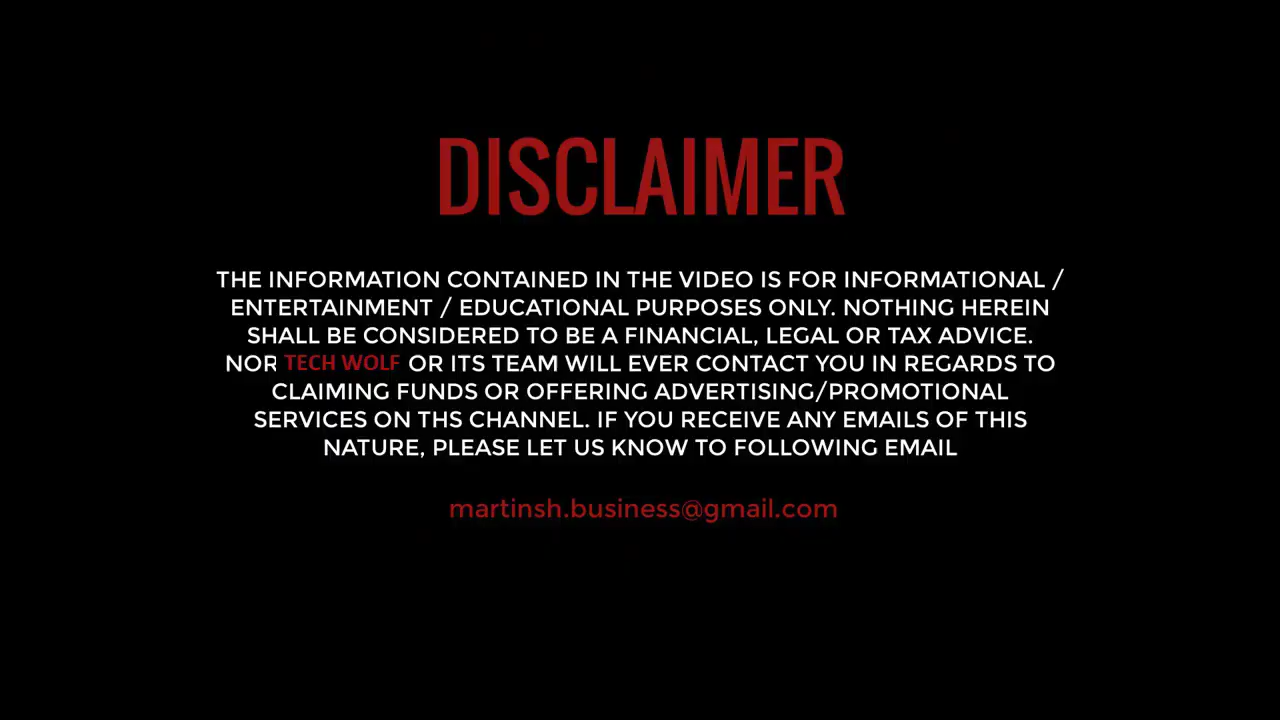 DISCLAIMER
THE INFORMATION CONTAINED IN THE VIDEO IS FOR INFORMATIONAL /
ENTERTAINMENT / EDUCATIONAL PURPOSES ONLY. NOTHING HEREIN
SHALL BE CONSIDERED TO BE A FINANCIAL, LEGAL OR TAX ADVICE.
NOR TECH WOLF OR ITS TEAM WILL EVER CONTACT YOU IN REGARDS TO
CLAIMING FUNDS OR OFFERING ADVERTISING/PROMOTIONAL
SERVICES ON THS CHANNEL. IF YOU RECEIVE ANY EMAILS OF THIS
NATURE, PLEASE LET US KNOW TO FOLLOWING EMAIL
martinsh.business@gmail.com